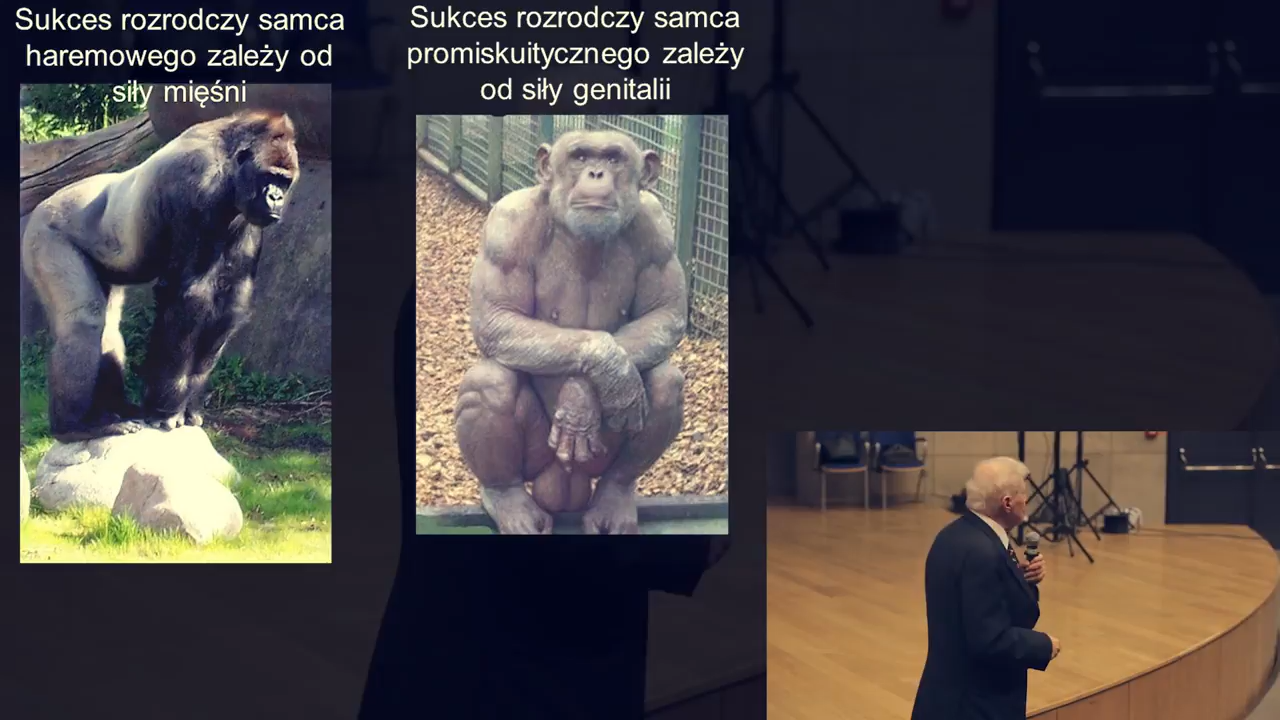 Sukces rozrodczy samca
haremowego zależy od
siły mięśni
Sukces rozrodczy samca
promiskuitycznego zależy
od siły genitalii